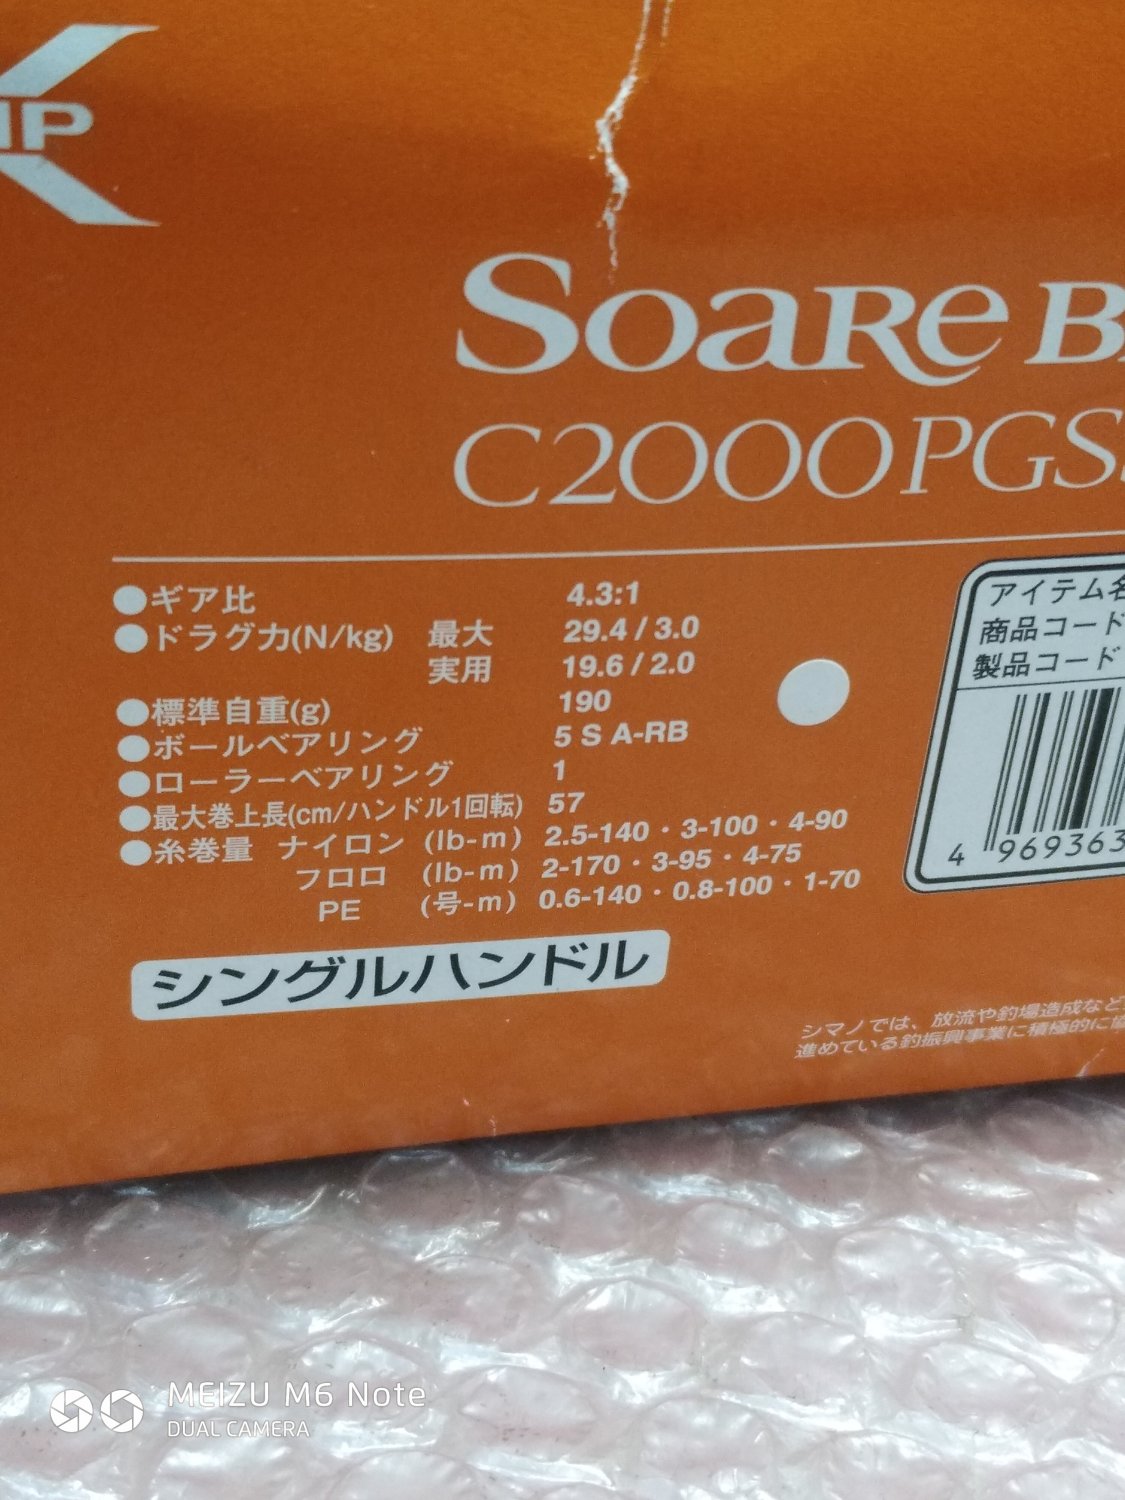 IP
SOARE B
C2000PGS
●ギア比 4.3:1
●ドラグ力(N/kg) 最大 29.4 / 3.0
実用 19.6 / 2.0
●標準自重(g) 190
●ボールベアリング 5 S A-RB
●ローラーベアリング 1
●最大巻上長(cm/ハンドル1回転) 57
●糸巻量 ナイロン (lb-m) 2.5-140・3-100・4-90
フロロ (lb-m) 2-170・3-95・4-75
PE (号-m) 0.6-140・0.8-100・1-70
シングルハンドル
アイテム名
商品コード
製品コード
4 969363
シマノでは、放流や釣場造成など
進めている釣振興事業に積極的に協
MEIZU M6 Note
DUAL CAMERA